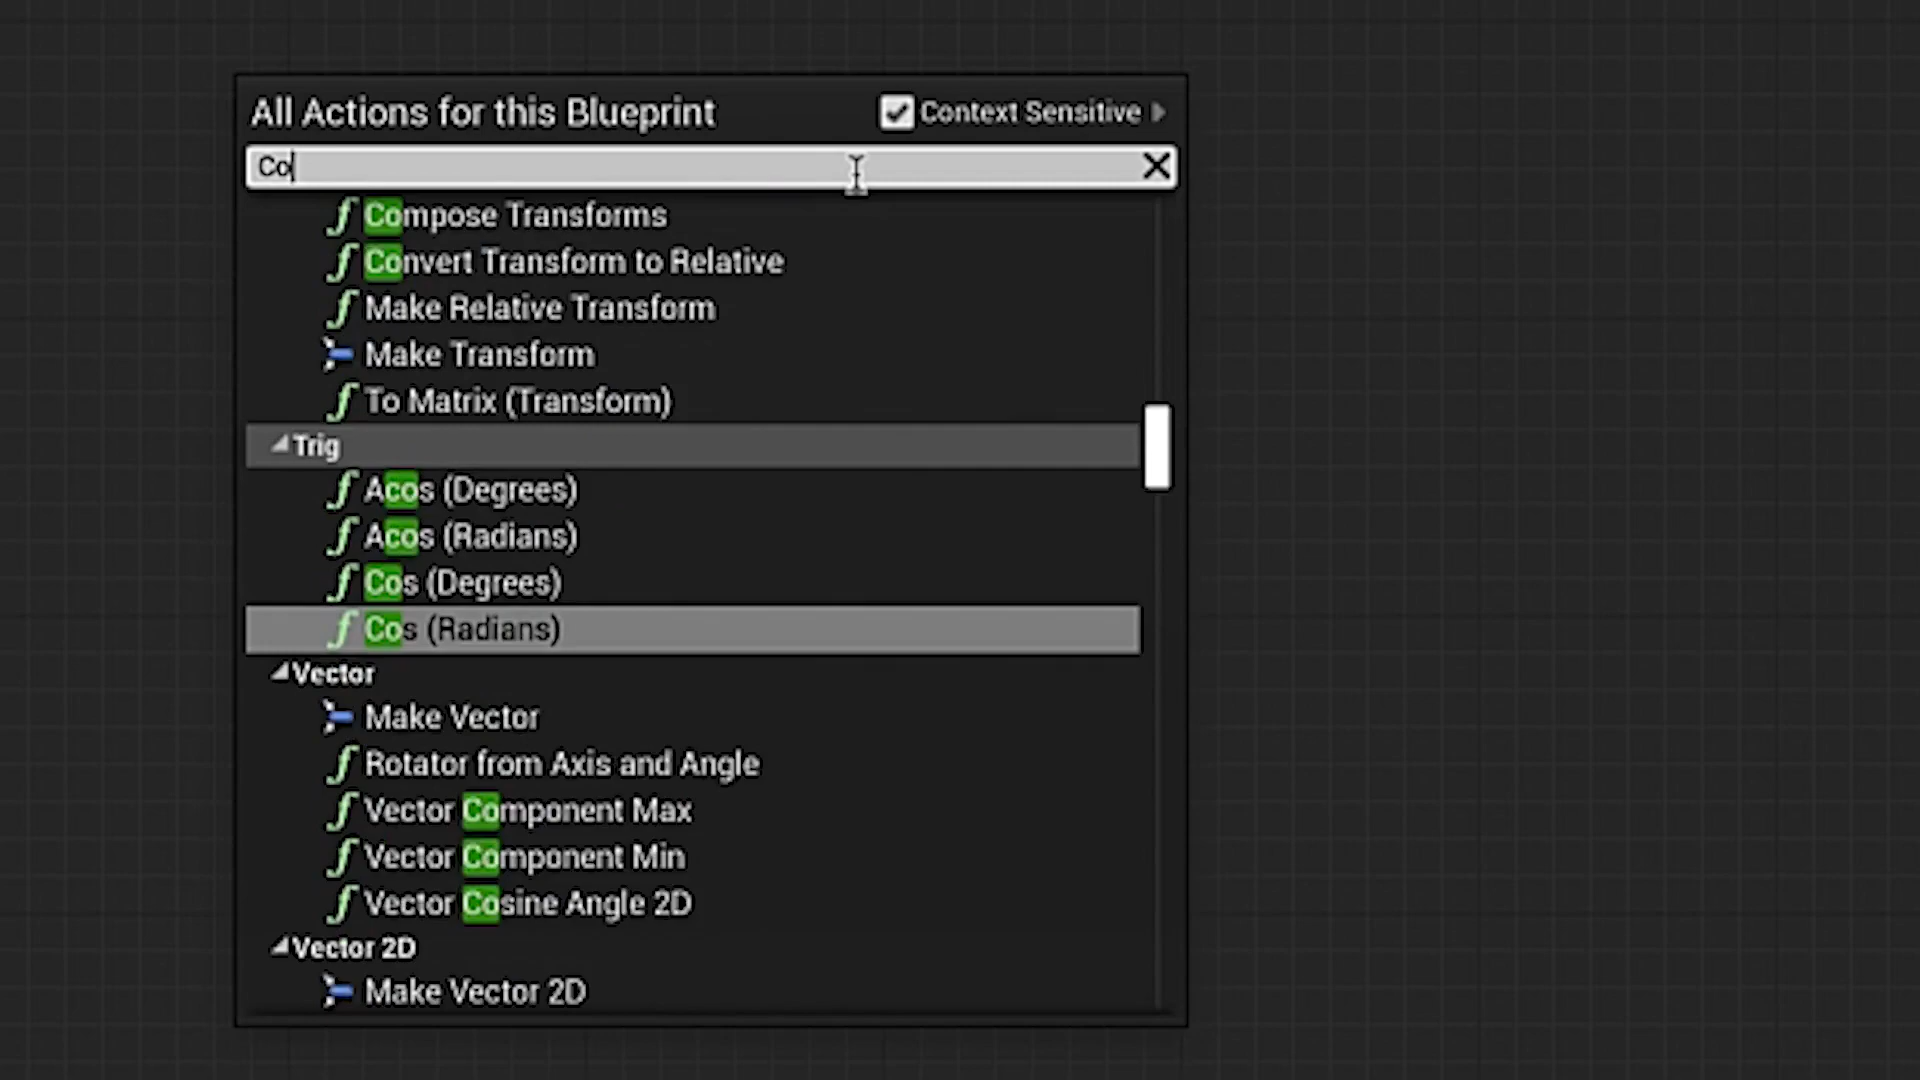 All Actions for this Blueprint Context Sensitive
Co
Compose Transforms
Convert Transform to Relative
Make Relative Transform
Make Transform
To Matrix (Transform)
Trig
Acos (Degrees)
Acos (Radians)
Cos (Degrees)
Cos (Radians)
Vector
Make Vector
Rotator from Axis and Angle
Vector Component Max
Vector Component Min
Vector Cosine Angle 2D
Vector 2D
Make Vector 2D